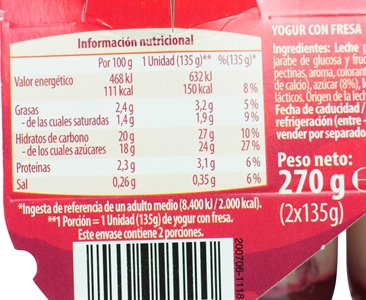 Información nutricional
Por 100 g 1 Unidad (135 g)** %(135 g)*
Valor energético 468 kJ 632 kJ
111 kcal 150 kcal 8 %
Grasas 2,4 g 3,2 g 5 %
- de las cuales saturadas 1,4 g 1,9 g 9 %
Hidratos de carbono 20 g 27 g 10 %
- de los cuales azúcares 18 g 24 g 27 %
Proteínas 2,3 g 3,1 g 6 %
Sal 0,26 g 0,35 g 6 %
*Ingesta de referencia de un adulto medio (8.400 kJ / 2.000 kcal).
**1 Porción = 1 Unidad (135g) de yogur con fresa.
Este envase contiene 2 porciones.
200706-1118
YOGUR CON FRESA
Ingredientes: Leche
jarabe de glucosa y
pectinas, aroma,
de calcio), azúcar (8%),
lácticos. Origen de la
Fecha de caducidad /
refrigeración (entre
vender por separado
Peso neto:
270 g e
(2x135g)